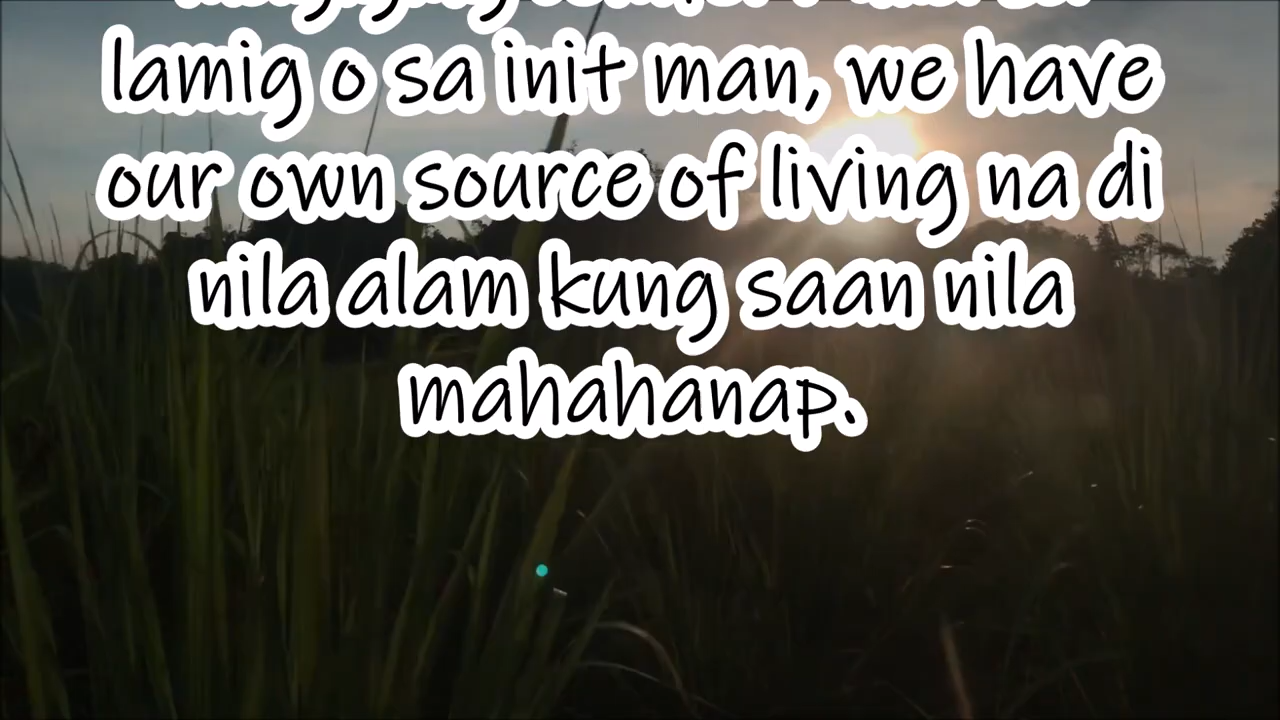 lamig o sa init man, we have
our own source of living na di
nila alam kung saan nila
mahahanap.